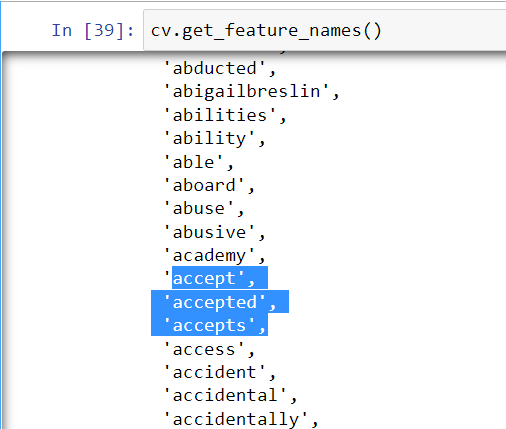 In [39]: cv.get_feature_names()
'abducted',
'abigailbreslin',
'abilities',
'ability',
'able',
'aboard',
'abuse',
'abusive',
'academy',
'accept',
'accepted',
'accepts',
'access',
'accident',
'accidental',
'accidentally',